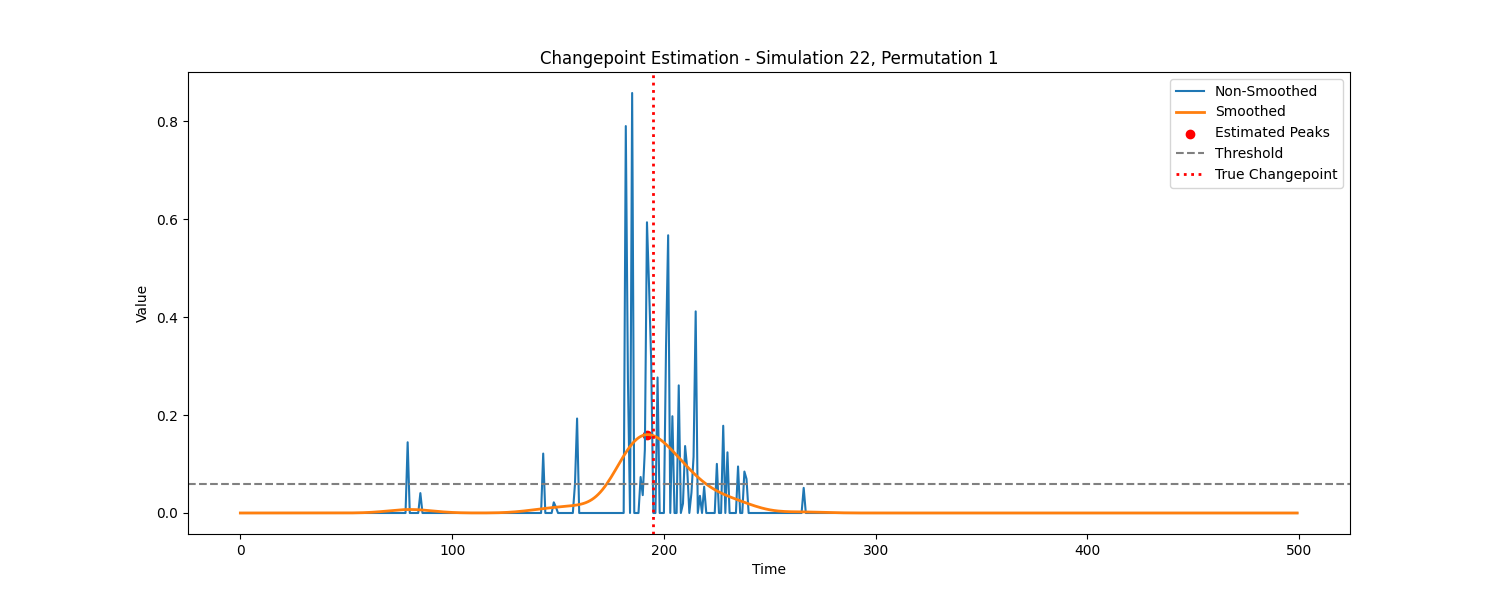 Changepoint Estimation - Simulation 22, Permutation 1
Non-Smoothed
Smoothed
Estimated Peaks
Threshold
True Changepoint
0.8
0.6
0.4
0.2
0.0
Value
0 100 200 300 400 500
Time